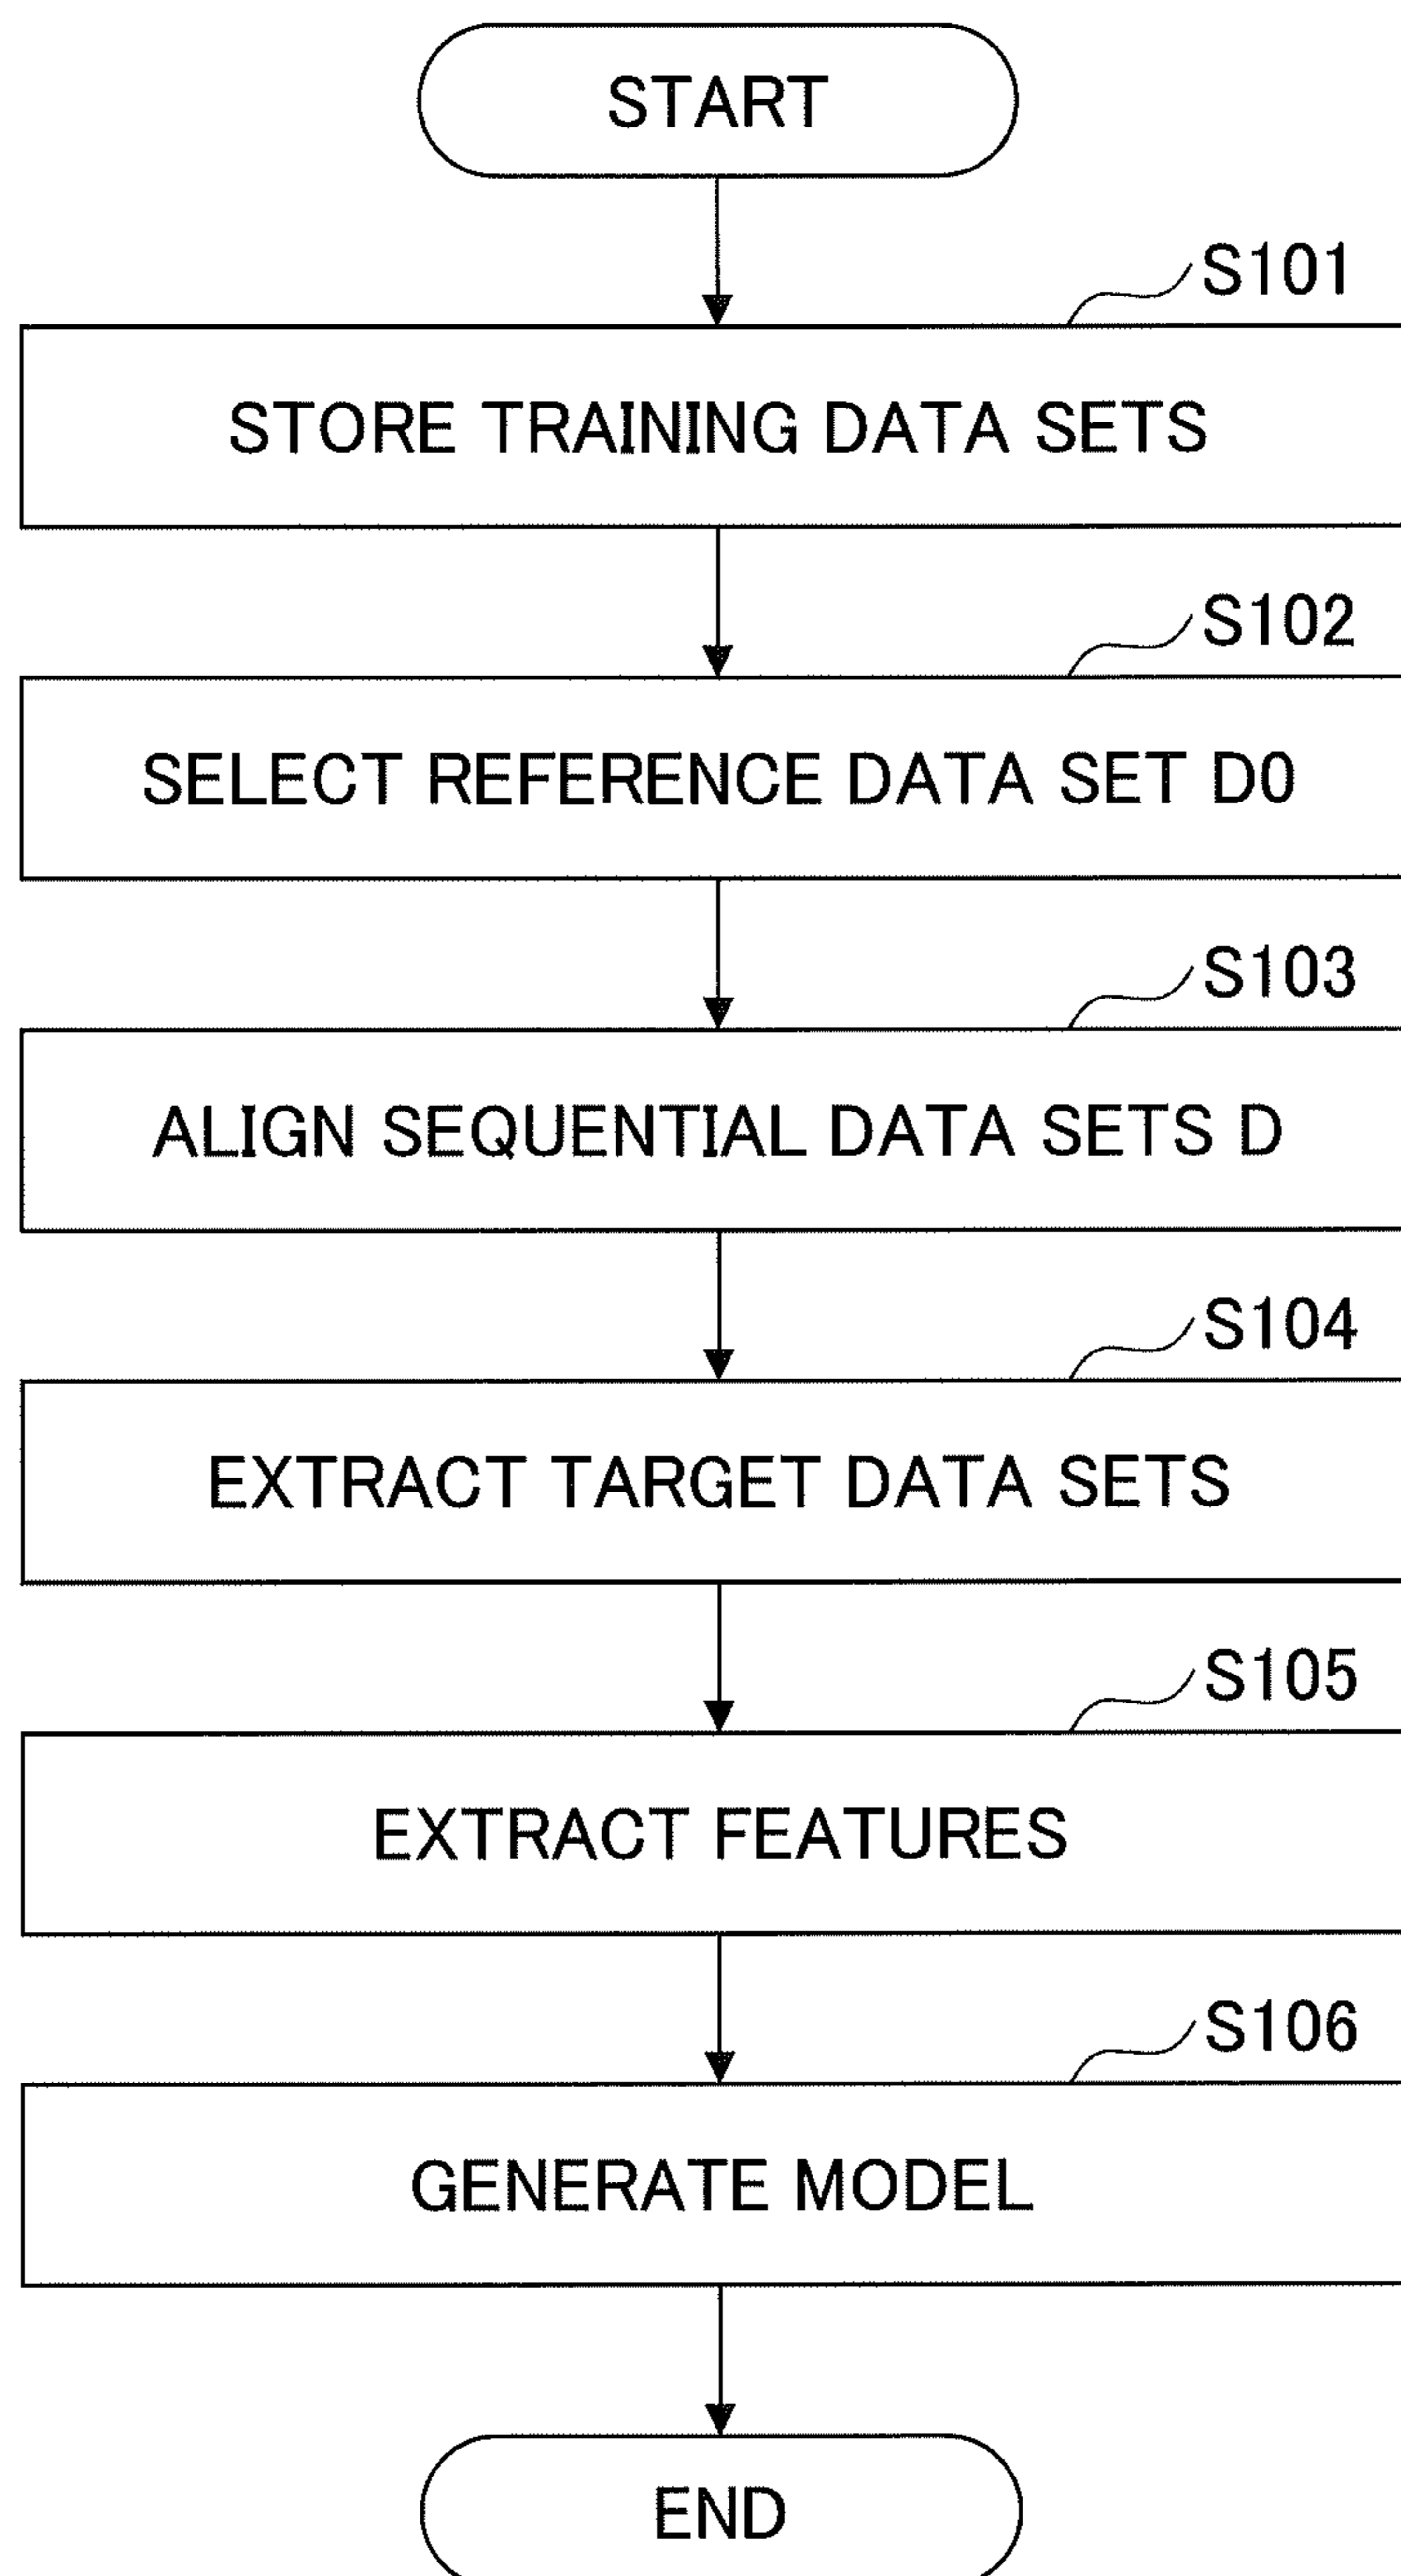 START
S101
STORE TRAINING DATA SETS
S102
SELECT REFERENCE DATA SET D0
S103
ALIGN SEQUENTIAL DATA SETS D
S104
EXTRACT TARGET DATA SETS
S105
EXTRACT FEATURES
S106
GENERATE MODEL
END